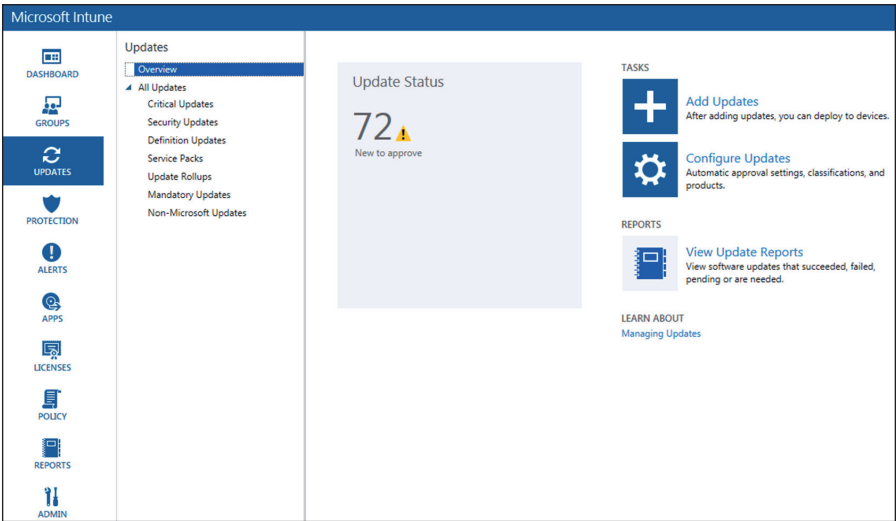 Microsoft Intune
DASHBOARD
GROUPS
UPDATES
PROTECTION
ALERTS
APPS
LICENSES
POLICY
REPORTS
ADMIN
Updates
Overview
All Updates
Critical Updates
Security Updates
Definition Updates
Service Packs
Update Rollups
Mandatory Updates
Non-Microsoft Updates
Update Status
72
New to approve
TASKS
Add Updates
After adding updates, you can deploy to devices.
Configure Updates
Automatic approval settings, classifications, and
products.
REPORTS
View Update Reports
View software updates that succeeded, failed,
pending or are needed.
LEARN ABOUT
Managing Updates